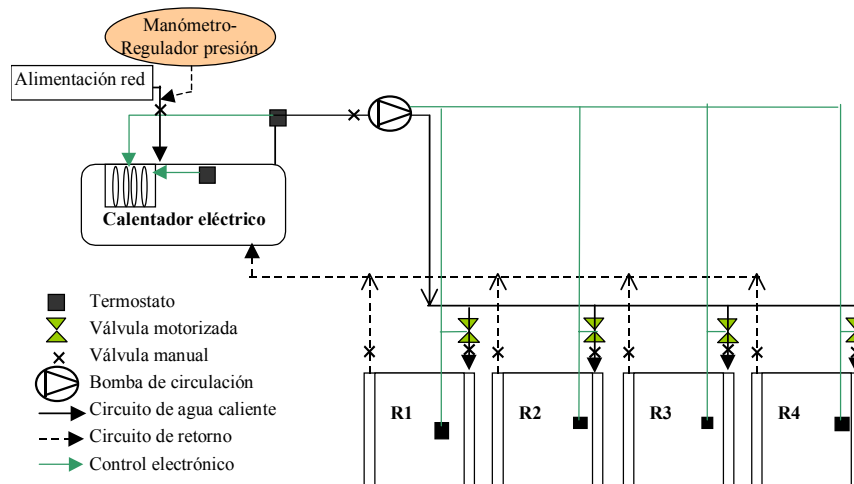 Manómetro-
Regulador presión
Alimentación red
Calentador eléctrico
Termostato
Válvula motorizada
Válvula manual
Bomba de circulación
Circuito de agua caliente
Circuito de retorno
Control electrónico
R1
R2
R3
R4